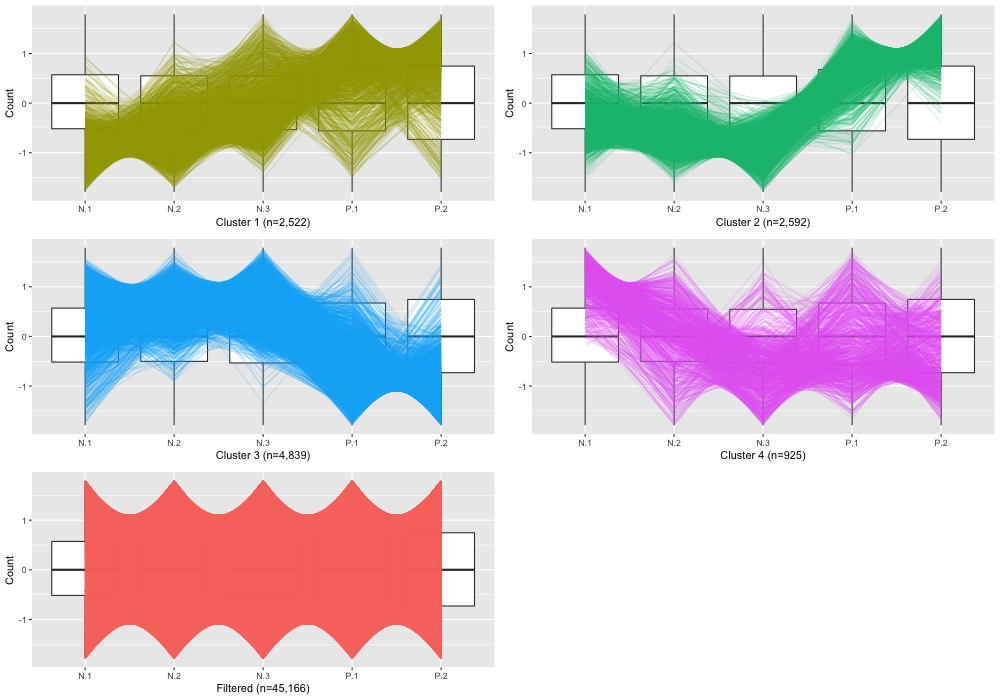 Count
1
0
-1
N.1 N.2 N.3 P.1 P.2
Cluster 1 (n=2,522)
Count
1
0
-1
N.1 N.2 N.3 P.1 P.2
Cluster 2 (n=2,592)
Count
1
0
-1
N.1 N.2 N.3 P.1 P.2
Cluster 3 (n=4,839)
Count
1
0
-1
N.1 N.2 N.3 P.1 P.2
Cluster 4 (n=925)
Count
1
0
-1
N.1 N.2 N.3 P.1 P.2
Filtered (n=45,166)